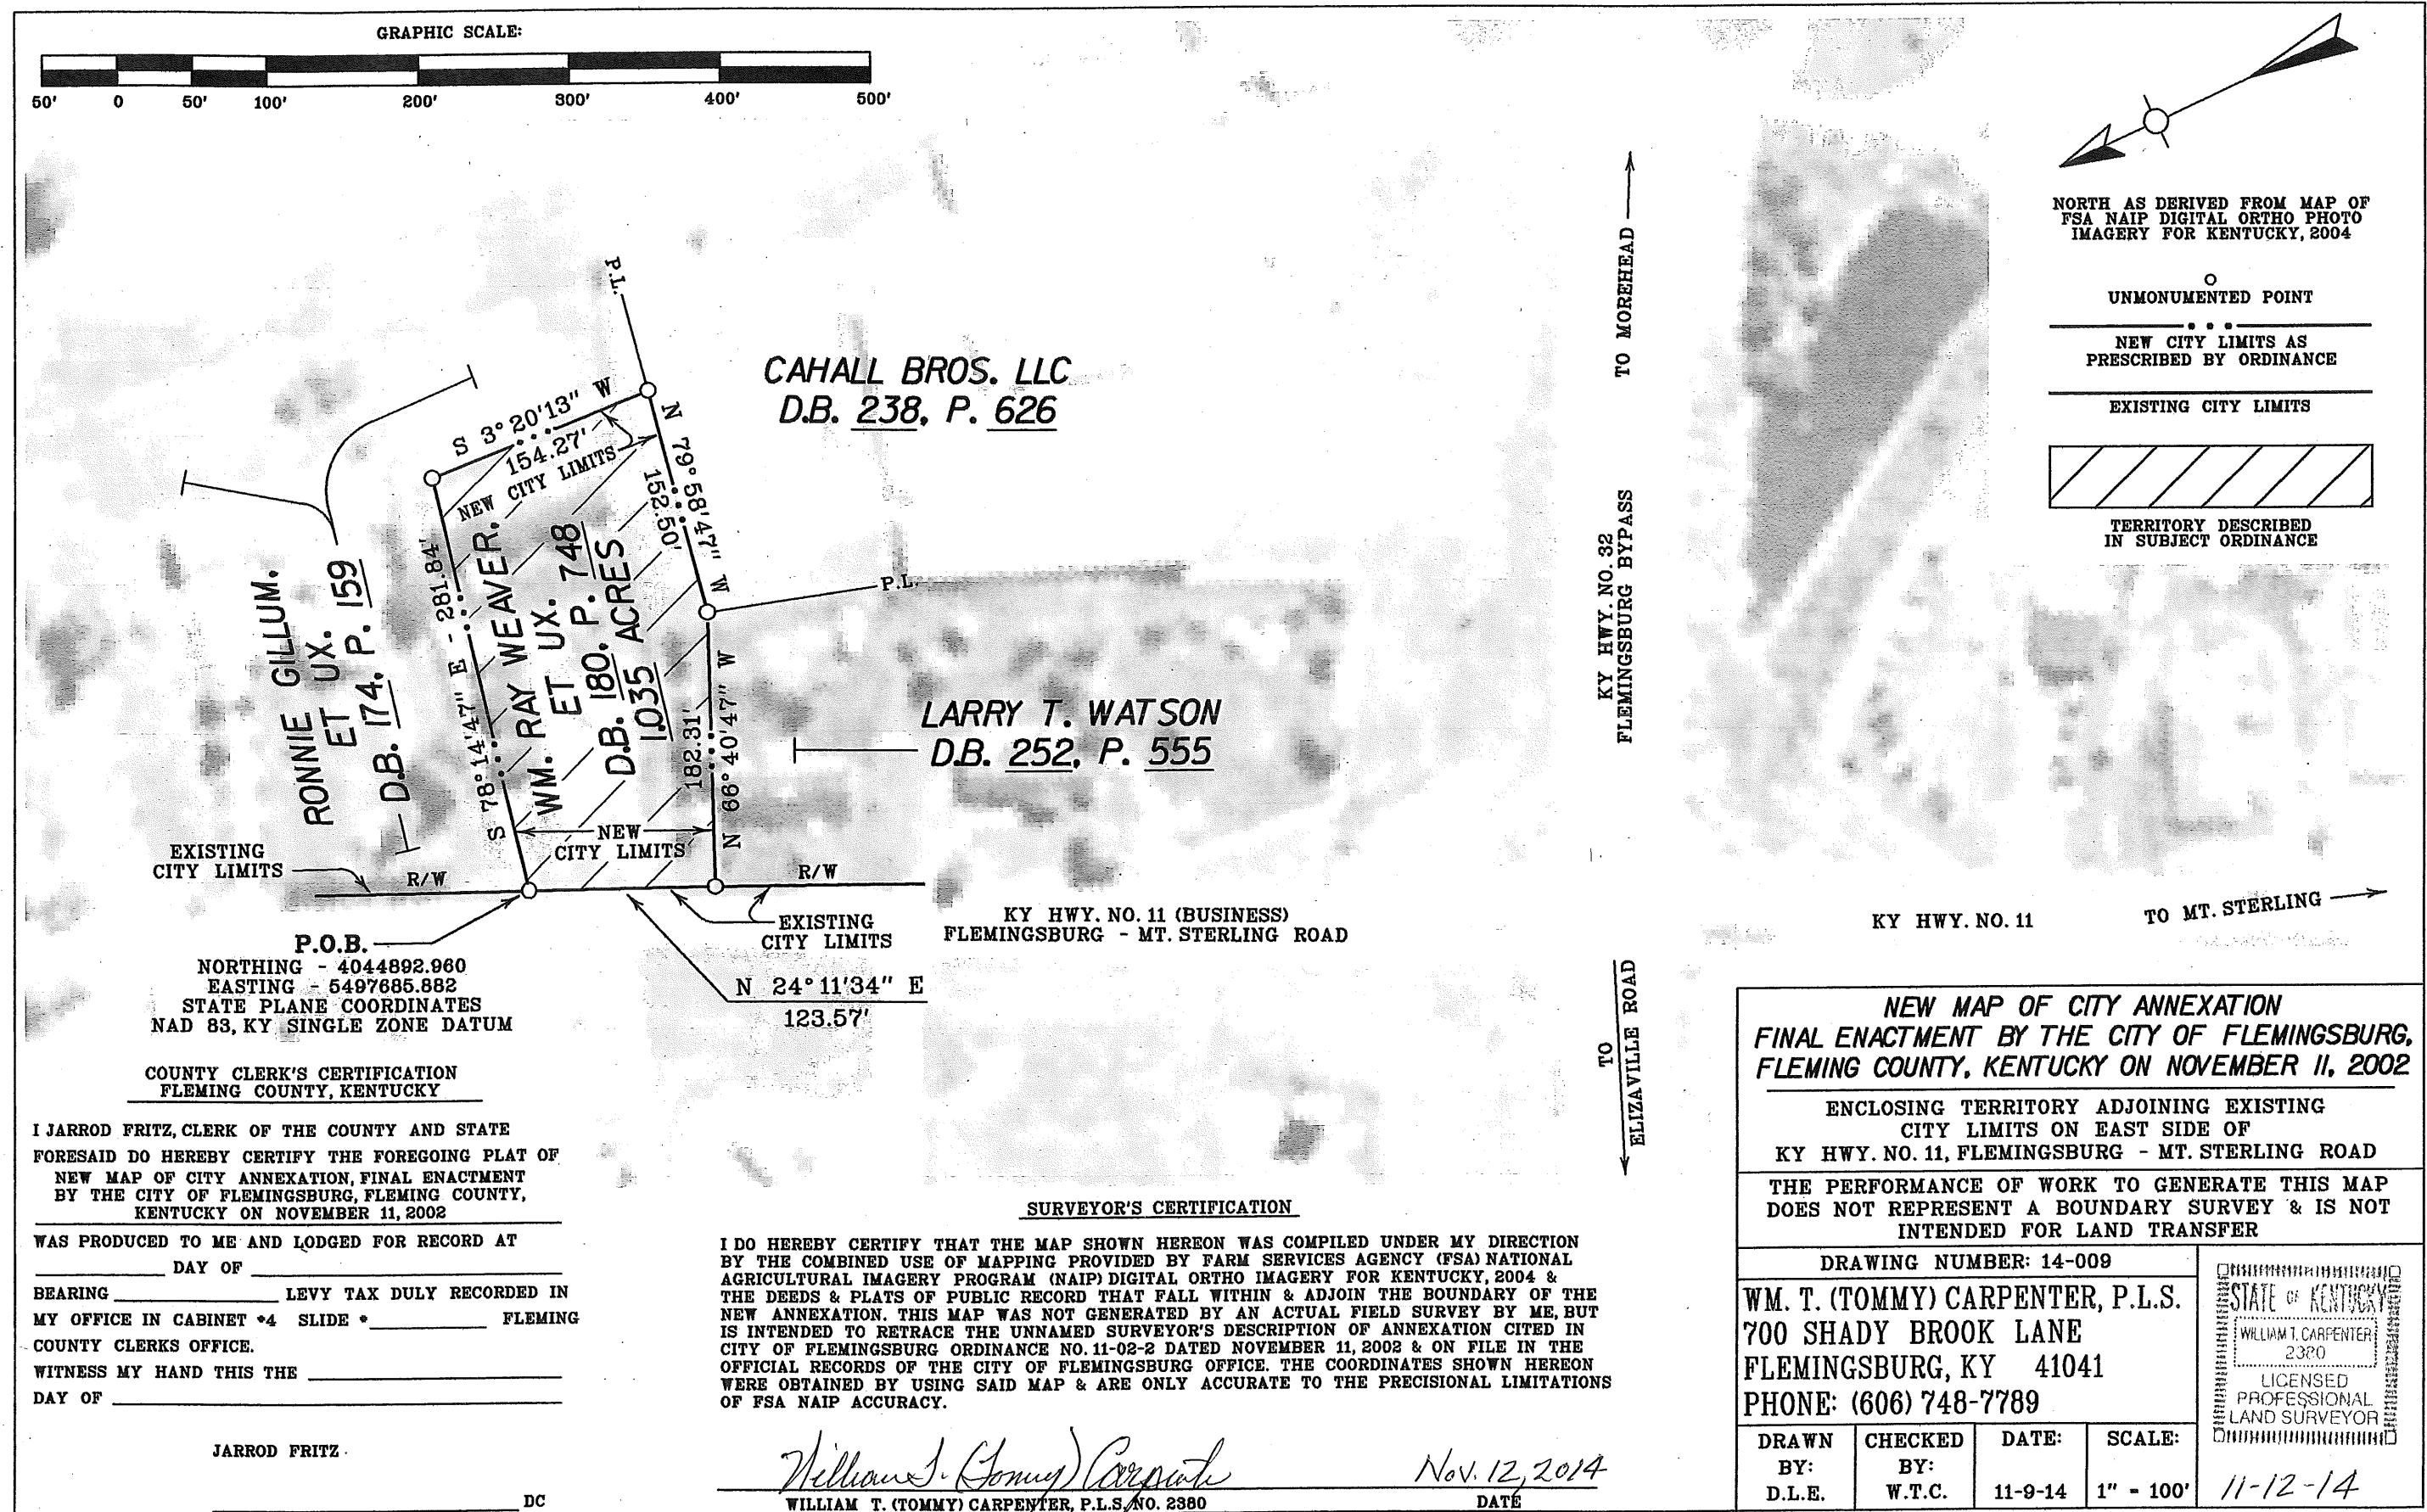 GRAPHIC SCALE:
50' 0 50' 100' 200' 300' 400' 500'
NORTH AS DERIVED FROM MAP OF
FSA NAIP DIGITAL ORTHO PHOTO
IMAGERY FOR KENTUCKY, 2004
UNMONUMENTED POINT
NEW CITY LIMITS AS
PRESCRIBED BY ORDINANCE
EXISTING CITY LIMITS
TERRITORY DESCRIBED
IN SUBJECT ORDINANCE
P.L.
CAHALL BROS. LLC
D.B. 238, P. 626
S 3°20'13" W
154.27'
NEW CITY LIMITS
N 79°58'47" W
152.50'
P.L.
RONNIE GILLUM.
ET UX.
D.B. 174, P. 159
S 78°14'47" E - 281.84'
WM. RAY WEAVER.
ET UX.
D.B. 180, P. 748
1.035 ACRES
182.31'
N 66°40'47" W
LARRY T. WATSON
D.B. 252, P. 555
NEW
CITY LIMITS
EXISTING
CITY LIMITS
R/W
R/W
EXISTING
CITY LIMITS
KY HWY. NO. 11 (BUSINESS)
FLEMINGSBURG - MT. STERLING ROAD
N 24°11'34" E
123.57'
TO MOREHEAD
KY HWY. NO. 32
FLEMINGSBURG BYPASS
TO
ELIZAVILLE ROAD
KY HWY. NO. 11
TO MT. STERLING
P.O.B.
NORTHING - 4044892.960
EASTING - 5497685.882
STATE PLANE COORDINATES
NAD 83, KY SINGLE ZONE DATUM
COUNTY CLERK'S CERTIFICATION
FLEMING COUNTY, KENTUCKY
I JARROD FRITZ, CLERK OF THE COUNTY AND STATE
FORESAID DO HEREBY CERTIFY THE FOREGOING PLAT OF
NEW MAP OF CITY ANNEXATION, FINAL ENACTMENT
BY THE CITY OF FLEMINGSBURG, FLEMING COUNTY,
KENTUCKY ON NOVEMBER 11, 2002
WAS PRODUCED TO ME AND LODGED FOR RECORD AT
DAY OF
BEARING LEVY TAX DULY RECORDED IN
MY OFFICE IN CABINET #4 SLIDE # FLEMING
COUNTY CLERKS OFFICE.
WITNESS MY HAND THIS THE
DAY OF
JARROD FRITZ
DC
SURVEYOR'S CERTIFICATION
I DO HEREBY CERTIFY THAT THE MAP SHOWN HEREON WAS COMPILED UNDER MY DIRECTION
BY THE COMBINED USE OF MAPPING PROVIDED BY FARM SERVICES AGENCY (FSA) NATIONAL
AGRICULTURAL IMAGERY PROGRAM (NAIP) DIGITAL ORTHO IMAGERY FOR KENTUCKY, 2004 &
THE DEEDS & PLATS OF PUBLIC RECORD THAT FALL WITHIN & ADJOIN THE BOUNDARY OF THE
NEW ANNEXATION. THIS MAP WAS NOT GENERATED BY AN ACTUAL FIELD SURVEY BY ME, BUT
IS INTENDED TO RETRACE THE UNNAMED SURVEYOR'S DESCRIPTION OF ANNEXATION CITED IN
CITY OF FLEMINGSBURG ORDINANCE NO. 11-02-2 DATED NOVEMBER 11, 2002 & ON FILE IN THE
OFFICIAL RECORDS OF THE CITY OF FLEMINGSBURG OFFICE. THE COORDINATES SHOWN HEREON
WERE OBTAINED BY USING SAID MAP & ARE ONLY ACCURATE TO THE PRECISIONAL LIMITATIONS
OF FSA NAIP ACCURACY.
William T. (Tommy) Carpenter Nov. 12, 2014
WILLIAM T. (TOMMY) CARPENTER, P.L.S. NO. 2380 DATE
NEW MAP OF CITY ANNEXATION
FINAL ENACTMENT BY THE CITY OF FLEMINGSBURG,
FLEMING COUNTY, KENTUCKY ON NOVEMBER 11, 2002
ENCLOSING TERRITORY ADJOINING EXISTING
CITY LIMITS ON EAST SIDE OF
KY HWY. NO. 11, FLEMINGSBURG - MT. STERLING ROAD
THE PERFORMANCE OF WORK TO GENERATE THIS MAP
DOES NOT REPRESENT A BOUNDARY SURVEY & IS NOT
INTENDED FOR LAND TRANSFER
DRAWING NUMBER: 14-009
WM. T. (TOMMY) CARPENTER, P.L.S.
700 SHADY BROOK LANE
FLEMINGSBURG, KY 41041
PHONE: (606) 748-7789
STATE OF KENTUCKY
WILLIAM T. CARPENTER
2380
LICENSED
PROFESSIONAL
LAND SURVEYOR
DRAWN BY: D.L.E.
CHECKED BY: W.T.C.
DATE: 11-9-14
SCALE: 1" = 100'
11-12-14